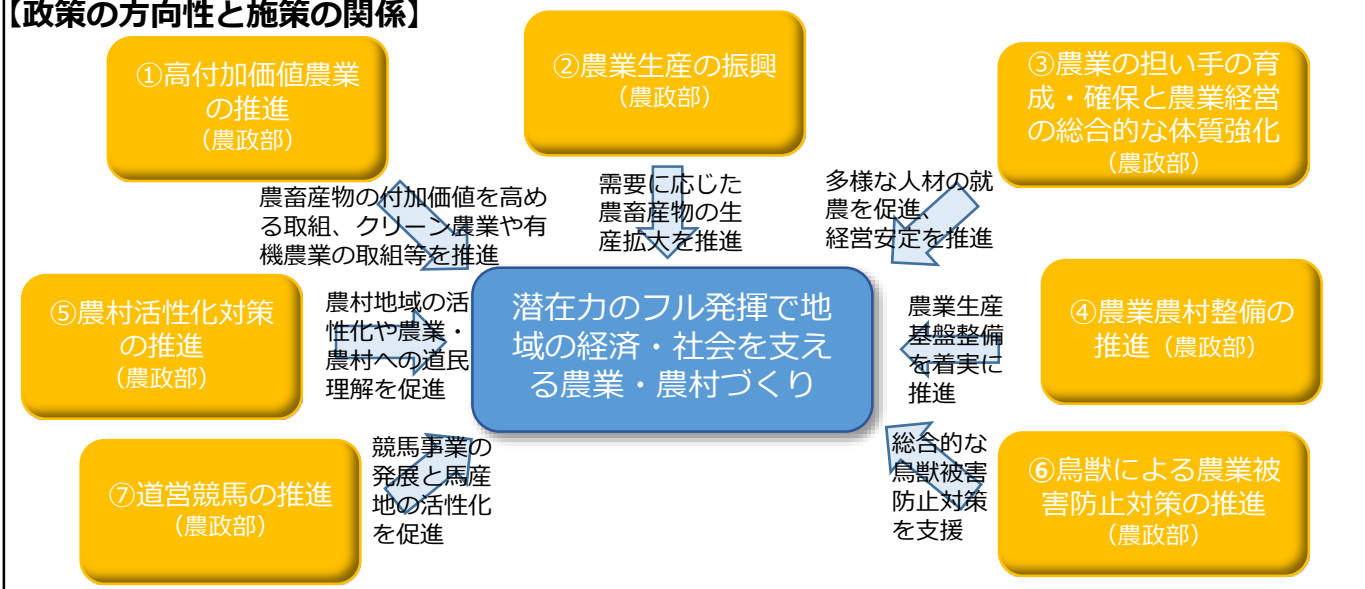 【政策の方向性と施策の関係】
①高付加価値農業
の推進
（農政部）
②農業生産の振興
（農政部）
③農業の担い手の育
成・確保と農業経営
の総合的な体質強化
（農政部）
農畜産物の付加価値を高め
る取組、クリーン農業や有
機農業の取組等を推進
需要に応じた
農畜産物の生
産拡大を推進
多様な人材の就
農を促進、
経営安定を推進
⑤農村活性化対策
の推進
（農政部）
農村地域の活
性化や農業・
農村への道民
理解を促進
潜在力のフル発揮で地
域の経済・社会を支え
る農業・農村づくり
農業生産
基盤整備
を着実に
推進
④農業農村整備の
推進（農政部）
⑦道営競馬の推進
（農政部）
競馬事業の
発展と馬産
地の活性化
を促進
総合的な
鳥獣被害
防止対策
を支援
⑥鳥獣による農業被
害防止対策の推進
（農政部）